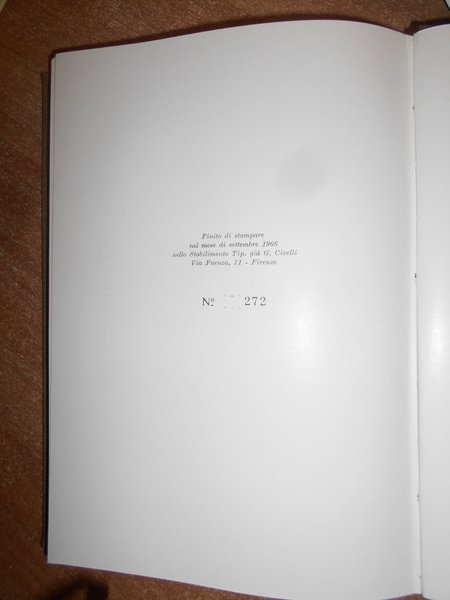 Finito di stampare
nel mese di settembre 1966
nello Stabilimento Tip. già G. Civelli
Via Faenza, 71 - Firenze
Nº 272